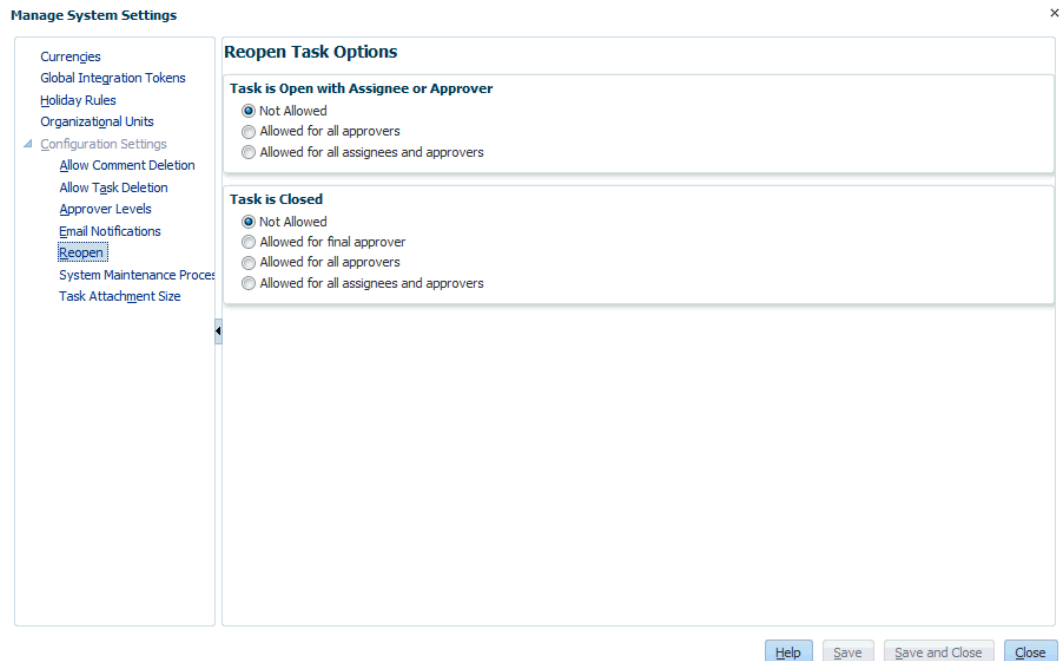 Manage System Settings
Currencies
Global Integration Tokens
Holiday Rules
Organizational Units
Configuration Settings
Allow Comment Deletion
Allow Task Deletion
Approver Levels
Email Notifications
Reopen
System Maintenance Proces
Task Attachment Size
Reopen Task Options
Task is Open with Assignee or Approver
Not Allowed
Allowed for all approvers
Allowed for all assignees and approvers
Task is Closed
Not Allowed
Allowed for final approver
Allowed for all approvers
Allowed for all assignees and approvers
Help
Save
Save and Close
Close